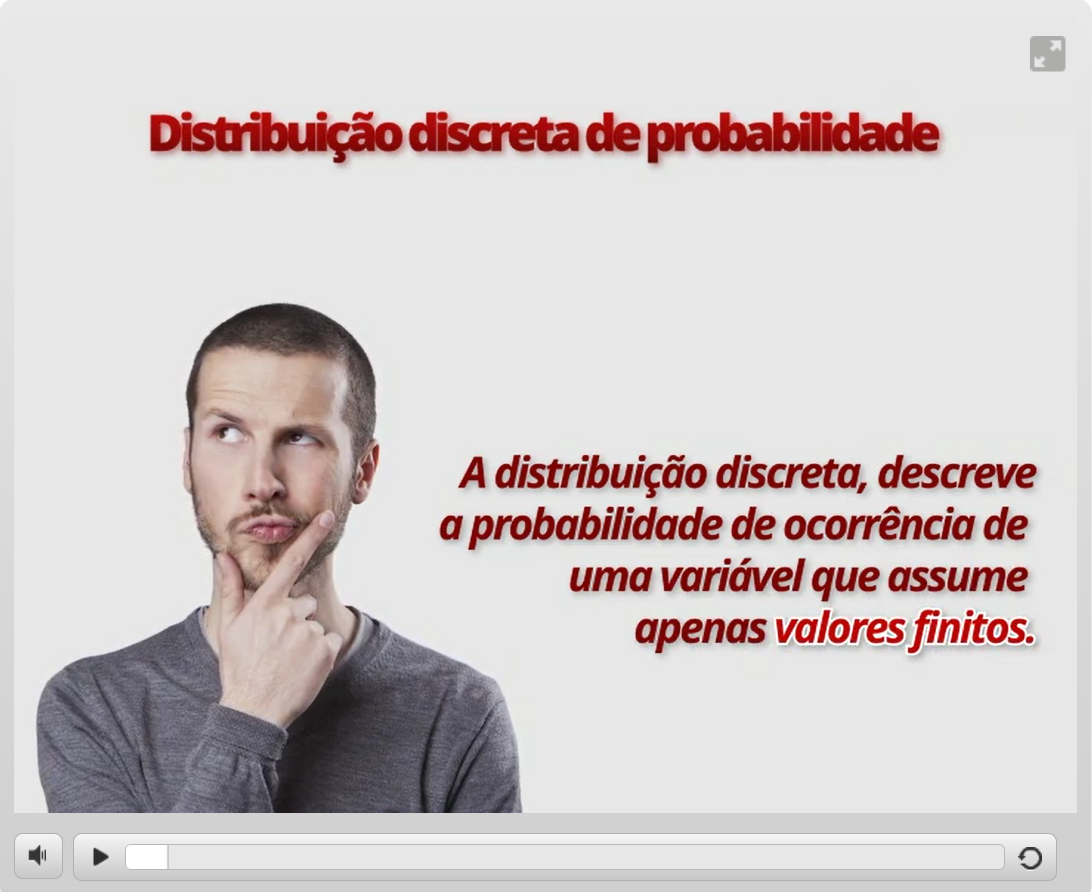 Distribuição discreta de probabilidade
A distribuição discreta, descreve
a probabilidade de ocorrência de
uma variável que assume
apenas valores finitos.